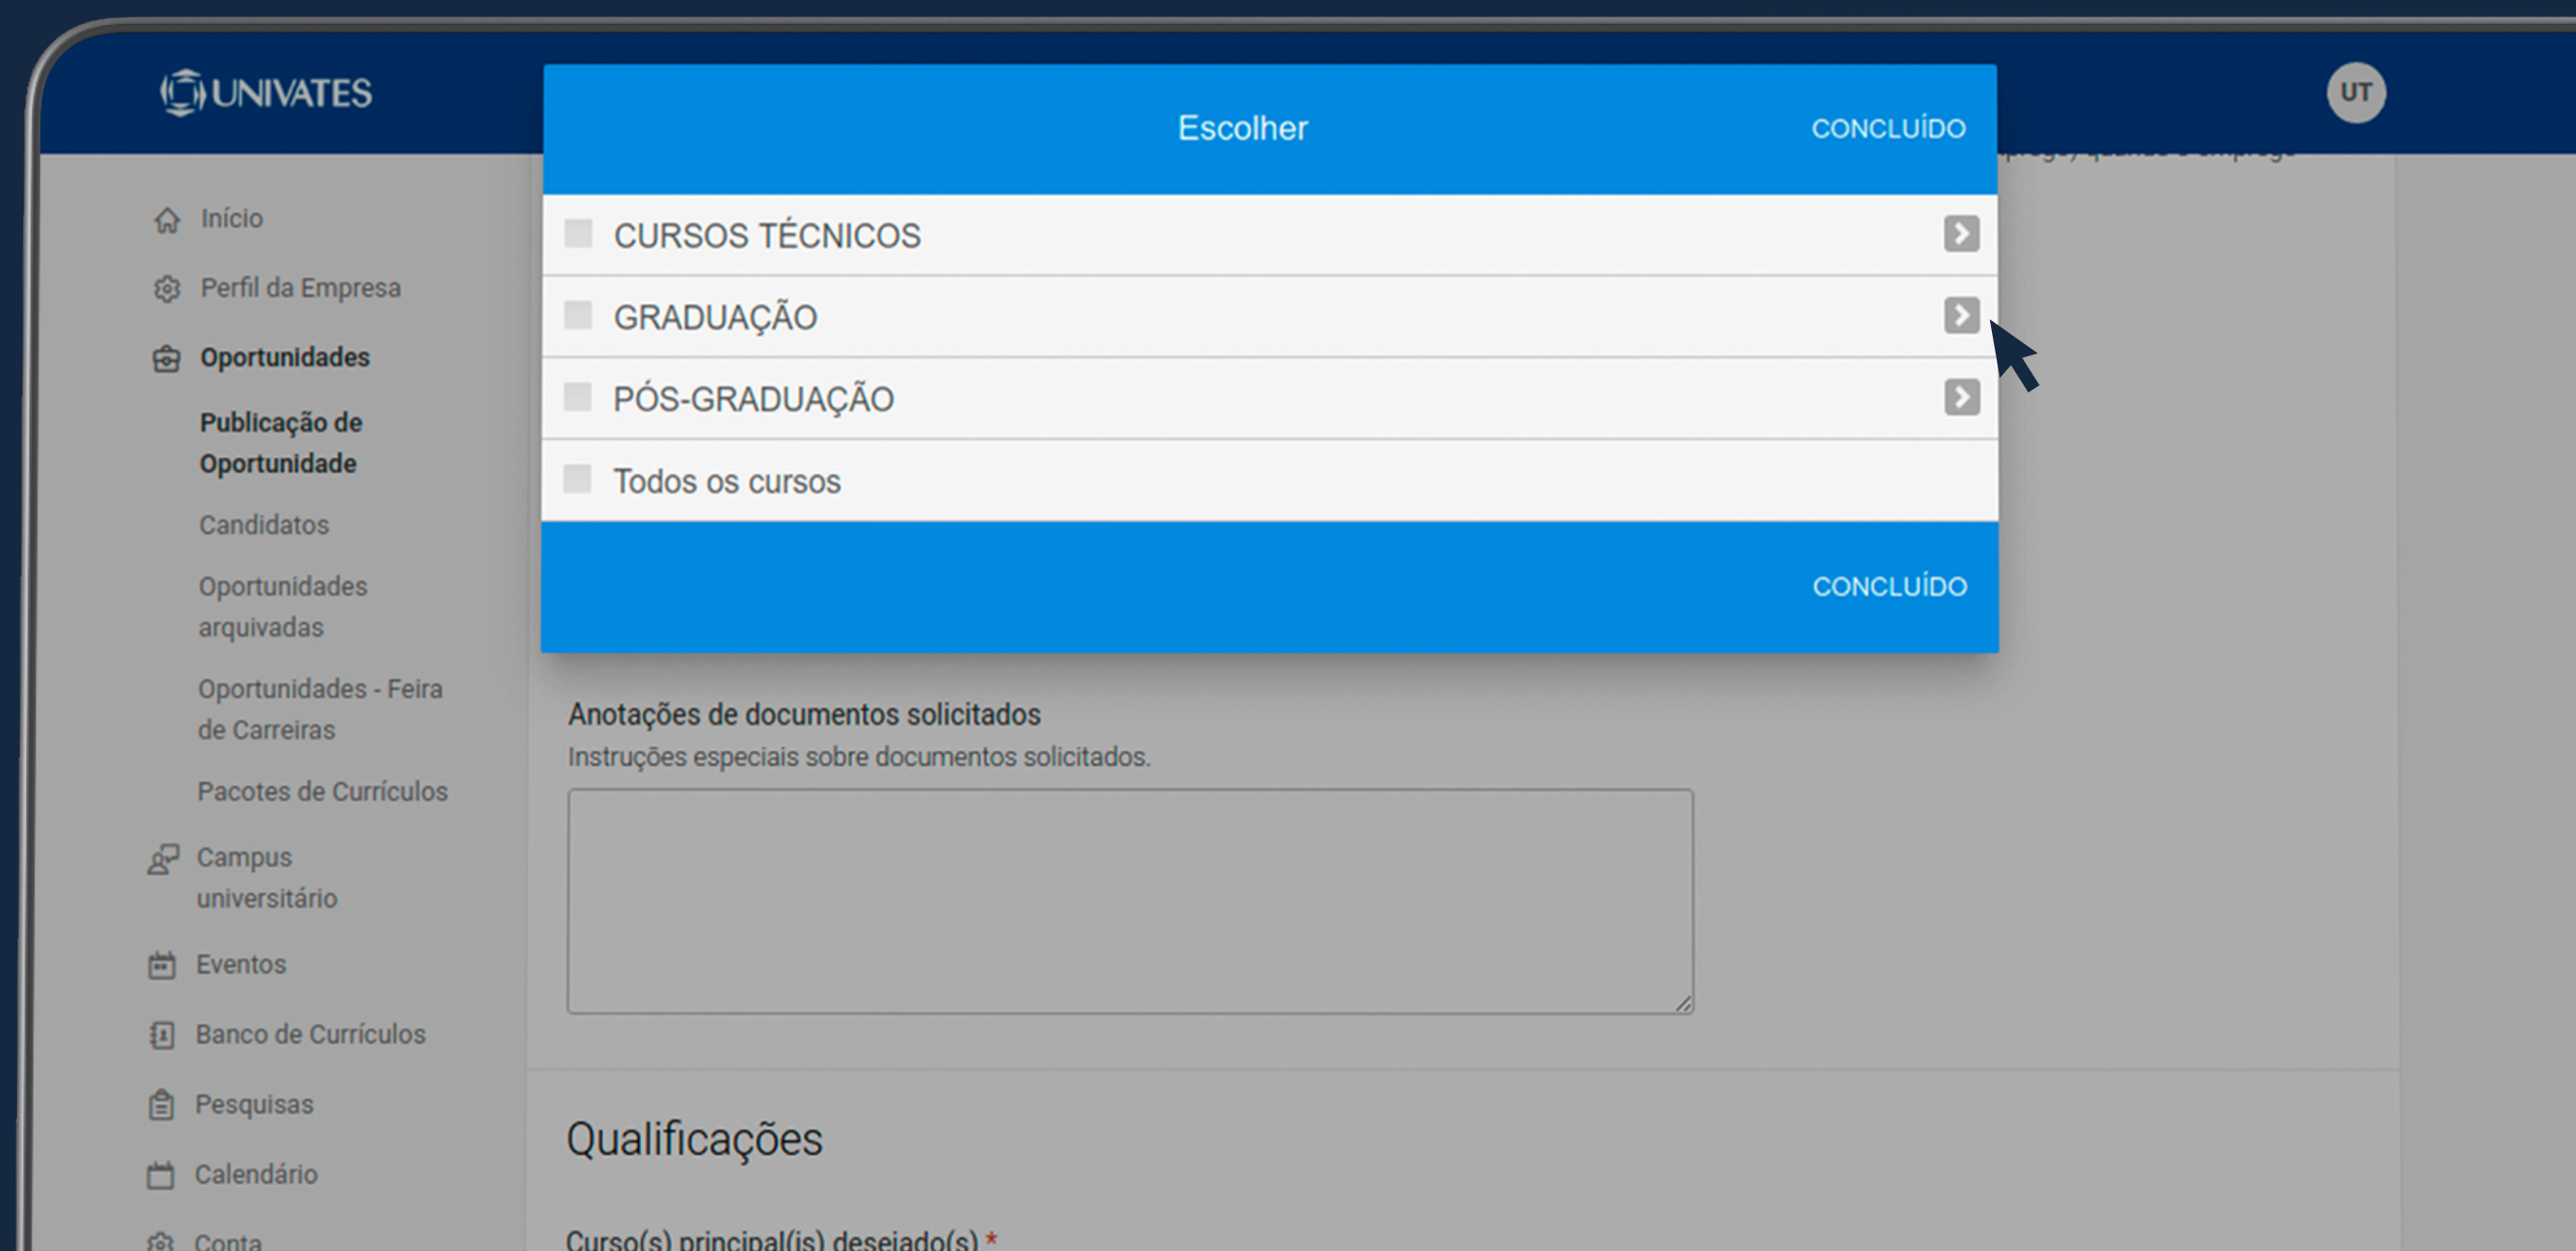 UNIVATES
UT
Escolher
CONCLUÍDO
CURSOS TÉCNICOS
GRADUAÇÃO
PÓS-GRADUAÇÃO
Todos os cursos
CONCLUÍDO
Início
Perfil da Empresa
Oportunidades
Publicação de
Oportunidade
Candidatos
Oportunidades
arquivadas
Oportunidades - Feira
de Carreiras
Pacotes de Currículos
Campus
universitário
Eventos
Banco de Currículos
Pesquisas
Calendário
Conta
Anotações de documentos solicitados
Instruções especiais sobre documentos solicitados.
Qualificações
Curso(s) principal(is) desejado(s) *